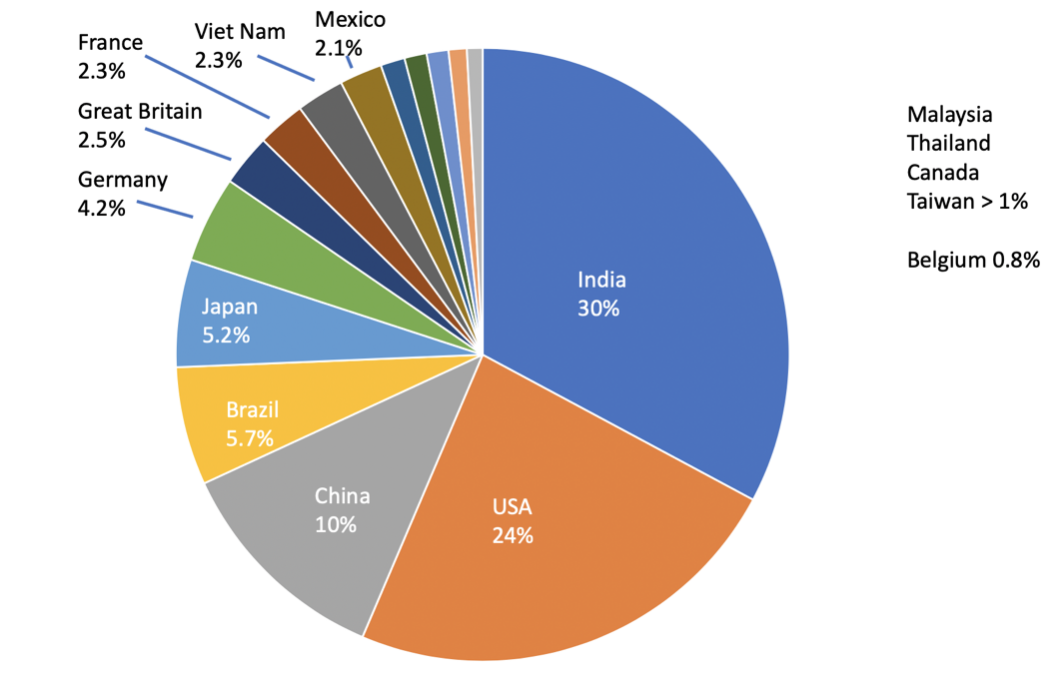 Mexico
2.1%
Viet Nam
2.3%
France
2.3%
Great Britain
2.5%
Germany
4.2%
Japan
5.2%
Brazil
5.7%
China
10%
USA
24%
India
30%
Malaysia
Thailand
Canada
Taiwan > 1%
Belgium 0.8%